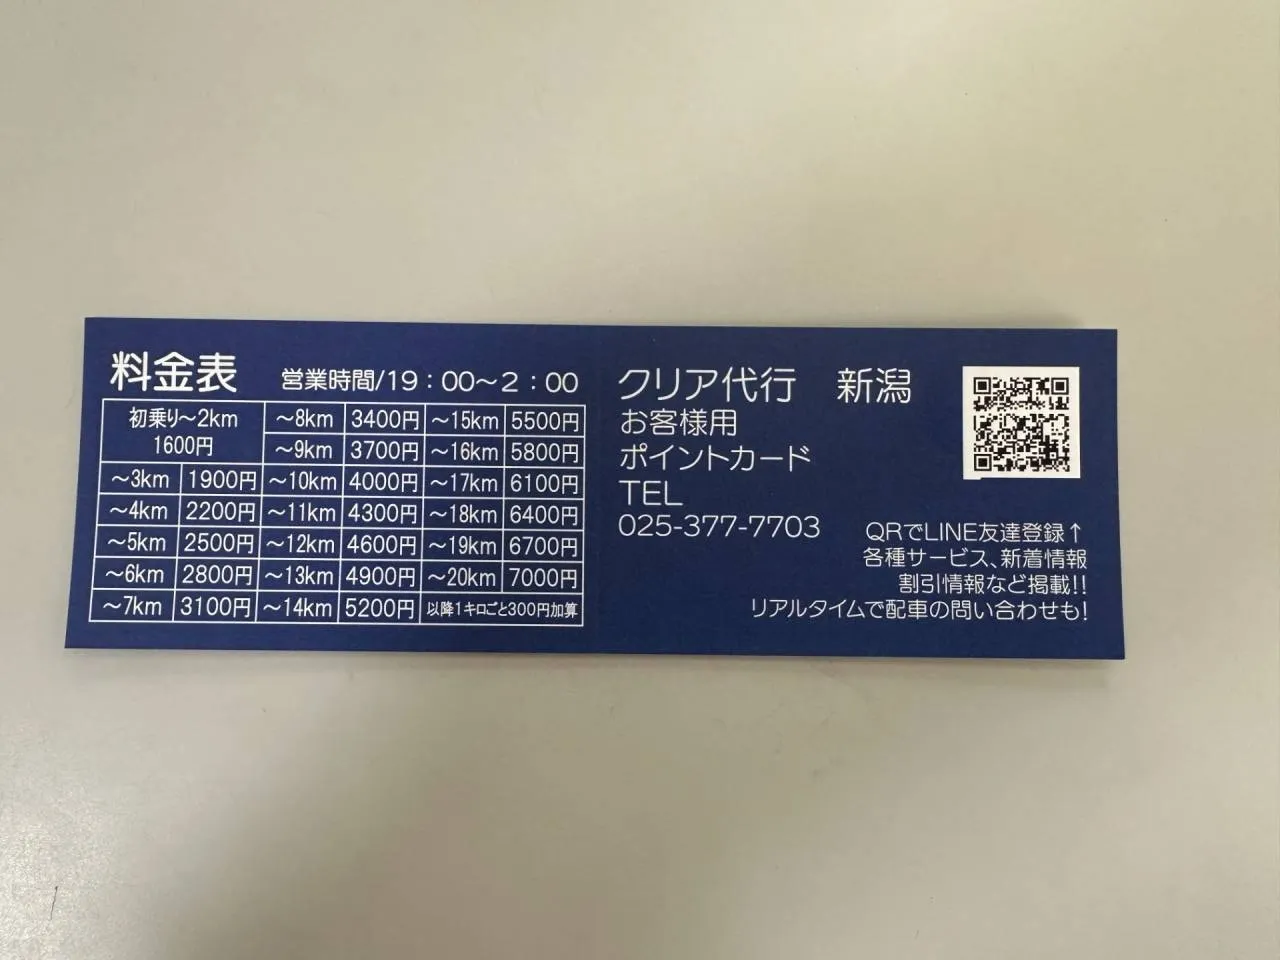 料金表 営業時間/19:00～2:00
初乗り～2km 1600円
～3km 1900円
～4km 2200円
～5km 2500円
～6km 2800円
～7km 3100円
～8km 3400円
～9km 3700円
～10km 4000円
～11km 4300円
～12km 4600円
～13km 4900円
～14km 5200円
～15km 5500円
～16km 5800円
～17km 6100円
～18km 6400円
～19km 6700円
～20km 7000円
以降1キロごと300円加算
クリア代行 新潟
お客様用
ポイントカード
TEL
025-377-7703
QRでLINE友達登録↑
各種サービス、新着情報
割引情報など掲載!!
リアルタイムで配車の問い合わせも!